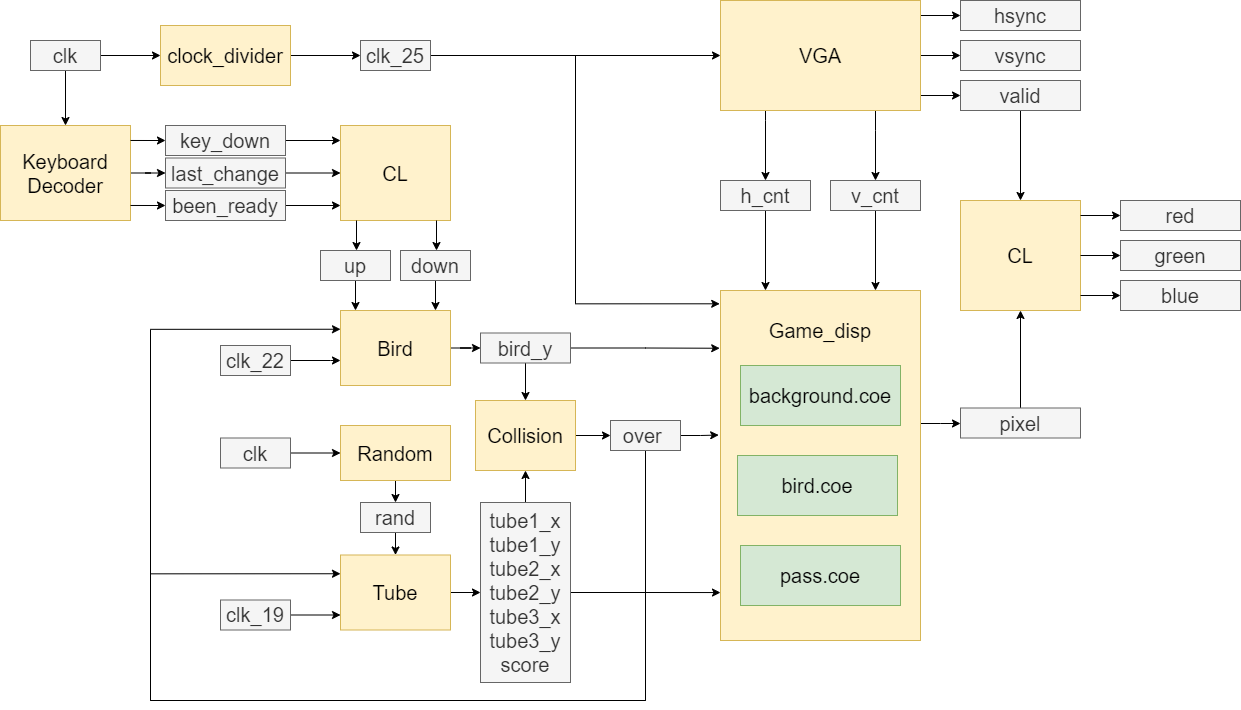 hsync
clk
clock_divider
clk_25
VGA
vsync
valid
key_down
Keyboard
Decoder
last_change
CL
been_ready
h_cnt
v_cnt
red
up
down
CL
green
blue
Game_disp
Bird
bird_y
clk_22
background.coe
pixel
Collision
over
clk
Random
bird.coe
rand
tube1_x
tube1_y
tube2_x
pass.coe
Tube
tube2_y
clk_19
tube3_x
tube3_y
score